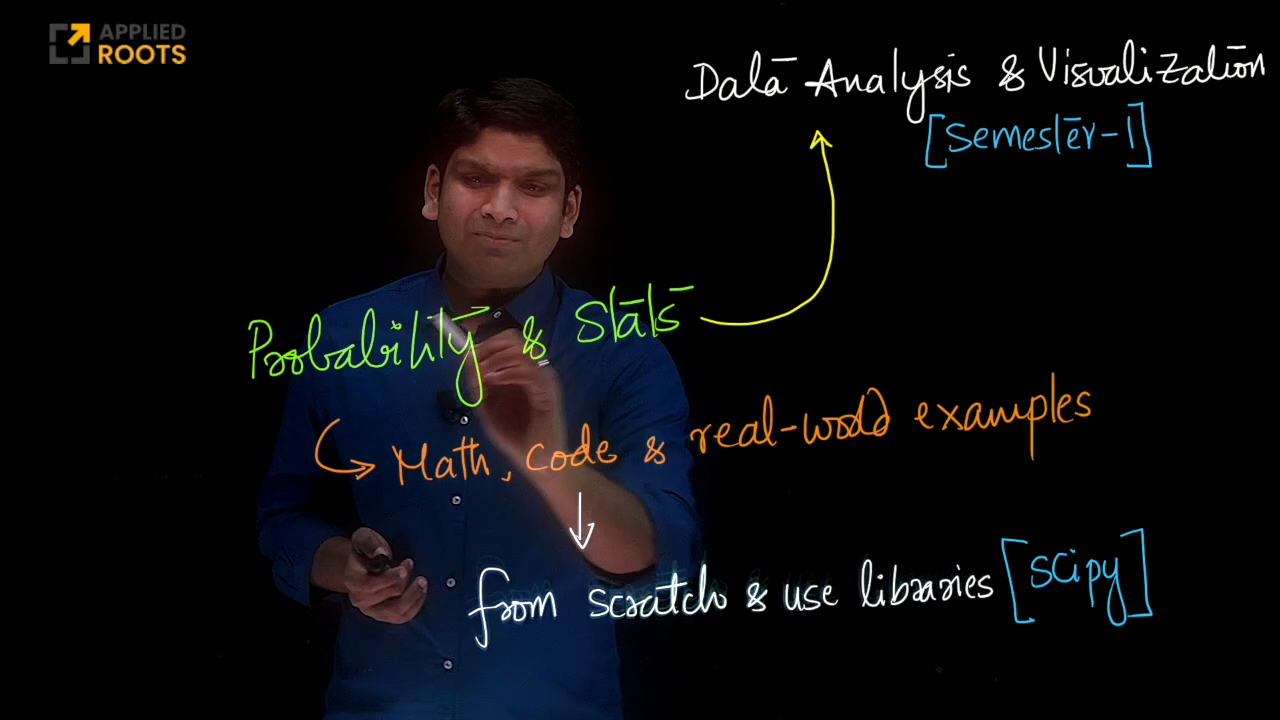 APPLIED
ROOTS
Data Analysis & Visualization
[Semester-1]
Probability & Stats
Math, code & real-world examples
from scratch & use libraries [scipy]